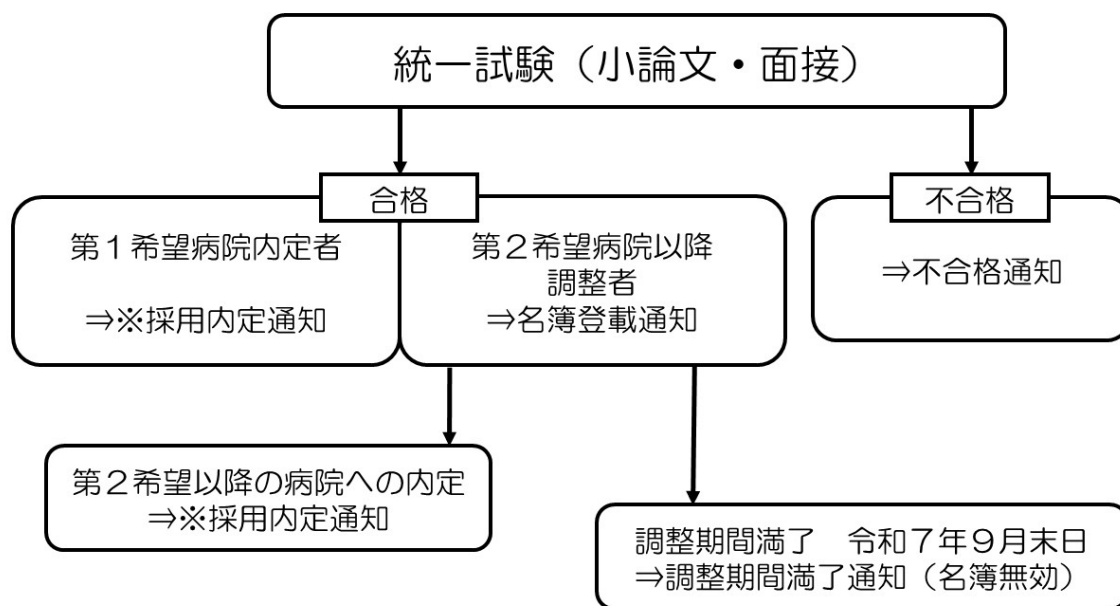 統一試験（小論文・面接）
合格
第１希望病院内定者
⇒※採用内定通知
第２希望病院以降
調整者
⇒名簿登載通知
不合格
⇒不合格通知
第２希望以降の病院への内定
⇒※採用内定通知
調整期間満了　令和７年９月末日
⇒調整期間満了通知（名簿無効）